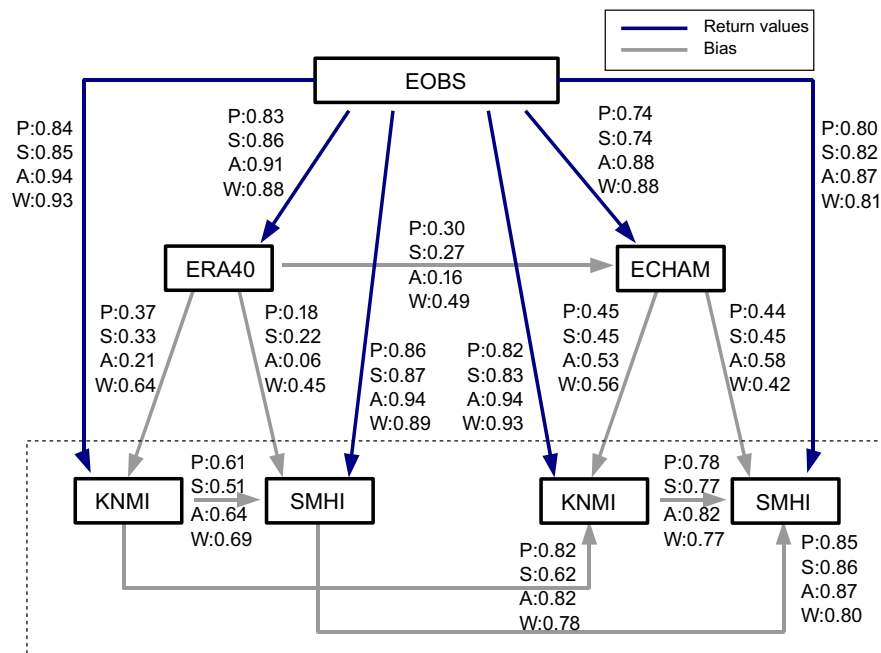 Return values
Bias
EOBS
P:0.84
S:0.85
A:0.94
W:0.93
P:0.83
S:0.86
A:0.91
W:0.88
P:0.74
S:0.74
A:0.88
W:0.88
P:0.80
S:0.82
A:0.87
W:0.81
ERA40
P:0.30
S:0.27
A:0.16
W:0.49
ECHAM
P:0.37
S:0.33
A:0.21
W:0.64
P:0.18
S:0.22
A:0.06
W:0.45
P:0.86
S:0.87
A:0.94
W:0.89
P:0.82
S:0.83
A:0.94
W:0.93
P:0.45
S:0.45
A:0.53
W:0.56
P:0.44
S:0.45
A:0.58
W:0.42
KNMI
P:0.61
S:0.51
A:0.64
W:0.69
SMHI
KNMI
P:0.78
S:0.77
A:0.82
W:0.77
SMHI
P:0.82
S:0.62
A:0.82
W:0.78
P:0.85
S:0.86
A:0.87
W:0.80